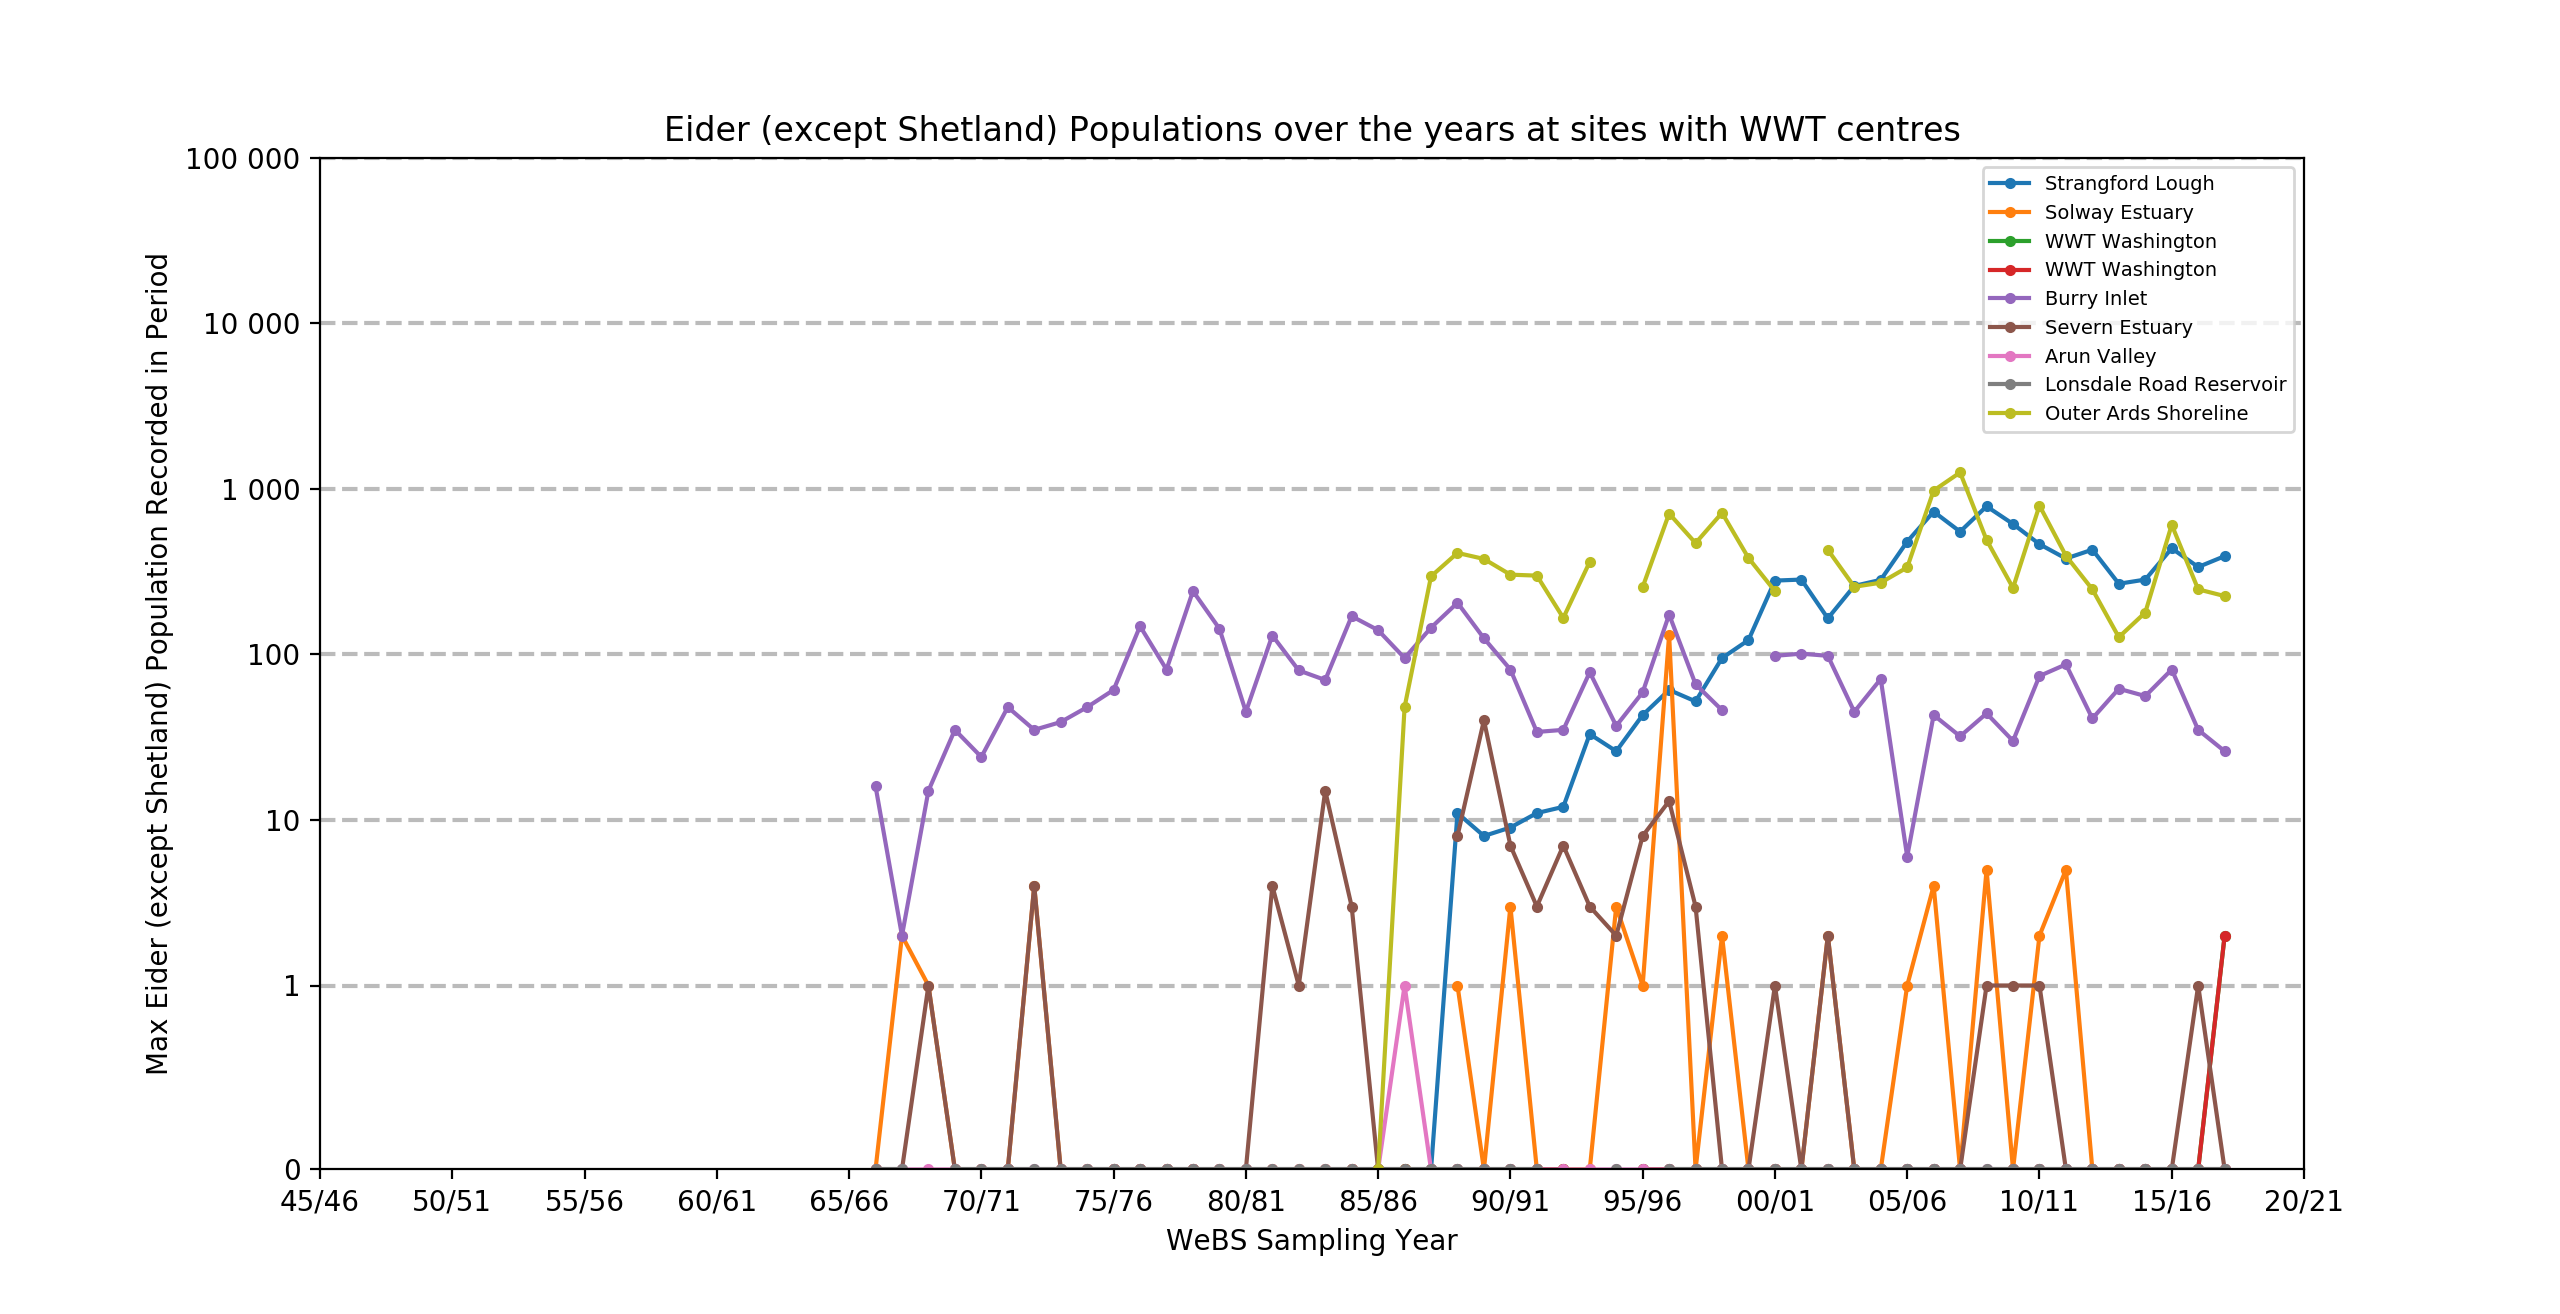 Eider (except Shetland) Populations over the years at sites with WWT centres
Max Eider (except Shetland) Population Recorded in Period
100 000
10 000
1 000
100
10
1
0
Strangford Lough
Solway Estuary
WWT Washington
WWT Washington
Burry Inlet
Severn Estuary
Arun Valley
Lonsdale Road Reservoir
Outer Ards Shoreline
45/46 50/51 55/56 60/61 65/66 70/71 75/76 80/81 85/86 90/91 95/96 00/01 05/06 10/11 15/16 20/21
WeBS Sampling Year